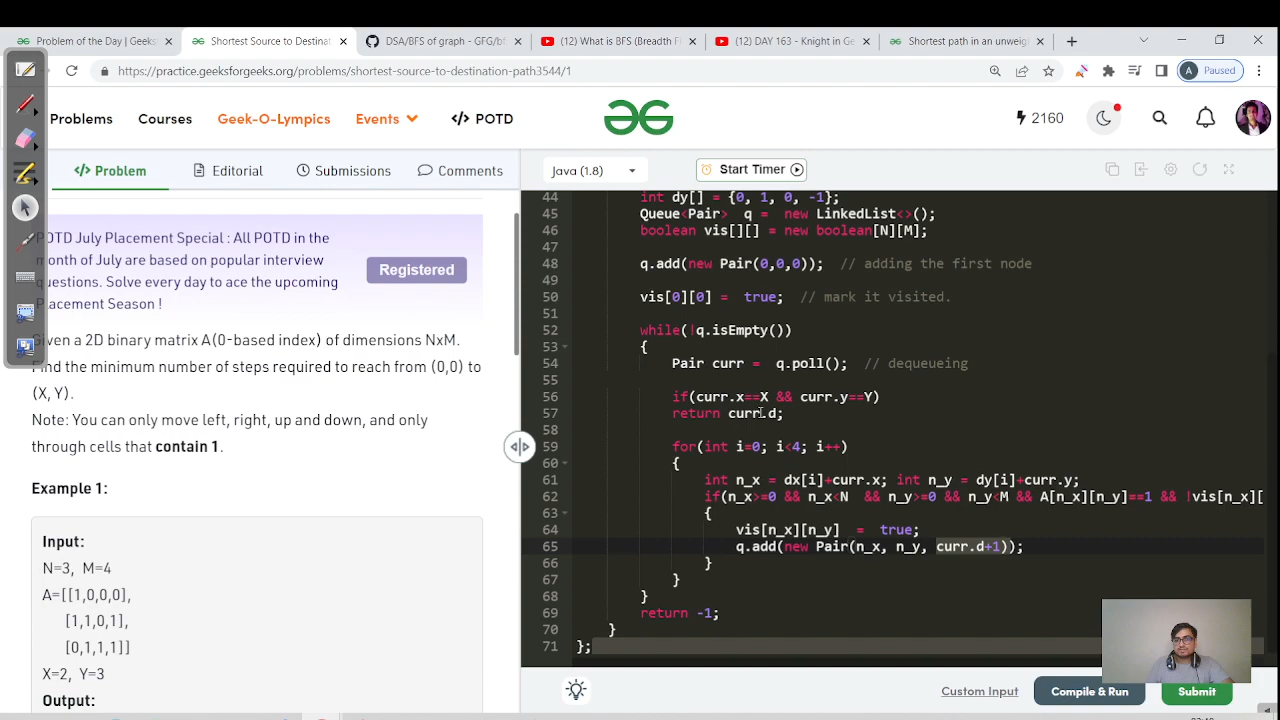 Problem of the Day | Geeks
Shortest Source to Destinat
DSA/BFS of graph - GFG/bf
(12) What is BFS (Breadth F
(12) DAY 163 - Knight in Ge
Shortest path in an unweigh
https://practice.geeksforgeeks.org/problems/shortest-source-to-destination-path3544/1
A Paused
Problems Courses Geek-O-Lympics Events </> POTD
2160
</> Problem Editorial Submissions Comments
Java (1.8) Start Timer
POTD July Placement Special : All POTD in the
month of July are based on popular interview
questions. Solve every day to ace the upcoming
Placement Season !
Registered
Given a 2D binary matrix A(0-based index) of dimensions NxM.
Find the minimum number of steps required to reach from (0,0) to
(X, Y).
Note: You can only move left, right, up and down, and only
through cells that contain 1.
Example 1:
Input:
N=3, M=4
A=[[1,0,0,0],
[1,1,0,1],
[0,1,1,1]]
X=2, Y=3
Output:
44 int dy[] = {0, 1, 0, -1};
45 Queue<Pair> q = new LinkedList<>();
46 boolean vis[][] = new boolean[N][M];
47
48 q.add(new Pair(0,0,0)); // adding the first node
49
50 vis[0][0] = true; // mark it visited.
51
52 while(!q.isEmpty())
53 {
54 Pair curr = q.poll(); // dequeueing
55
56 if(curr.x==X && curr.y==Y)
57 return curr.d;
58
59 for(int i=0; i<4; i++)
60 {
61 int n_x = dx[i]+curr.x; int n_y = dy[i]+curr.y;
62 if(n_x>=0 && n_x<N && n_y>=0 && n_y<M && A[n_x][n_y]==1 && !vis[n_x][
63 {
64 vis[n_x][n_y] = true;
65 q.add(new Pair(n_x, n_y, curr.d+1));
66 }
67 }
68 }
69 return -1;
70 }
71 };
Custom Input Compile & Run Submit